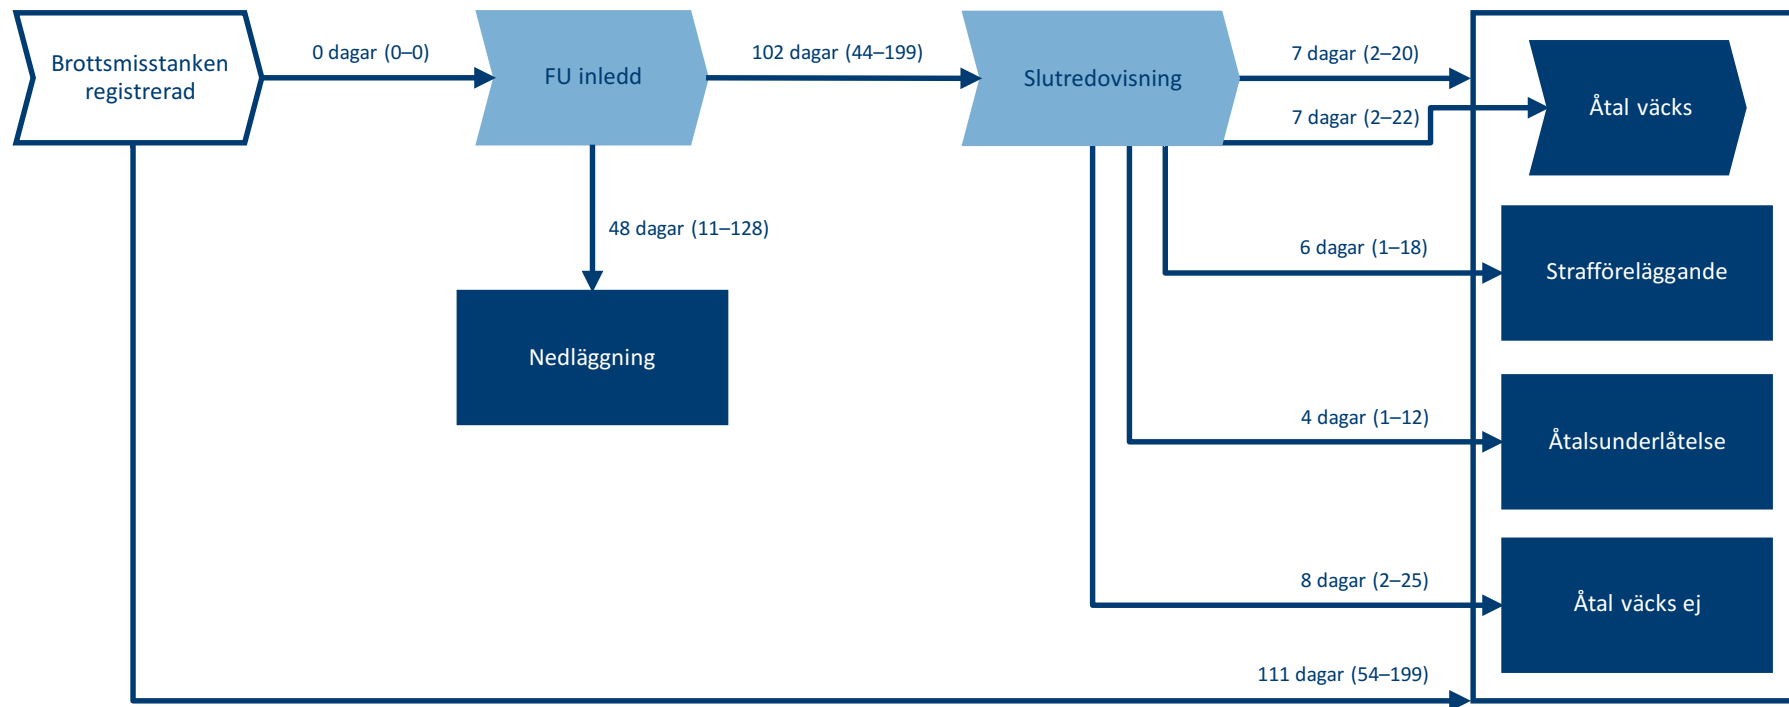 Brottsmisstanken
registrerad
0 dagar (0–0)
FU inledd
102 dagar (44–199)
Slutredovisning
7 dagar (2–20)
7 dagar (2–22)
Åtal väcks
48 dagar (11–128)
Nedläggning
6 dagar (1–18)
Strafföreläggande
4 dagar (1–12)
Åtalsunderlåtelse
8 dagar (2–25)
Åtal väcks ej
111 dagar (54–199)